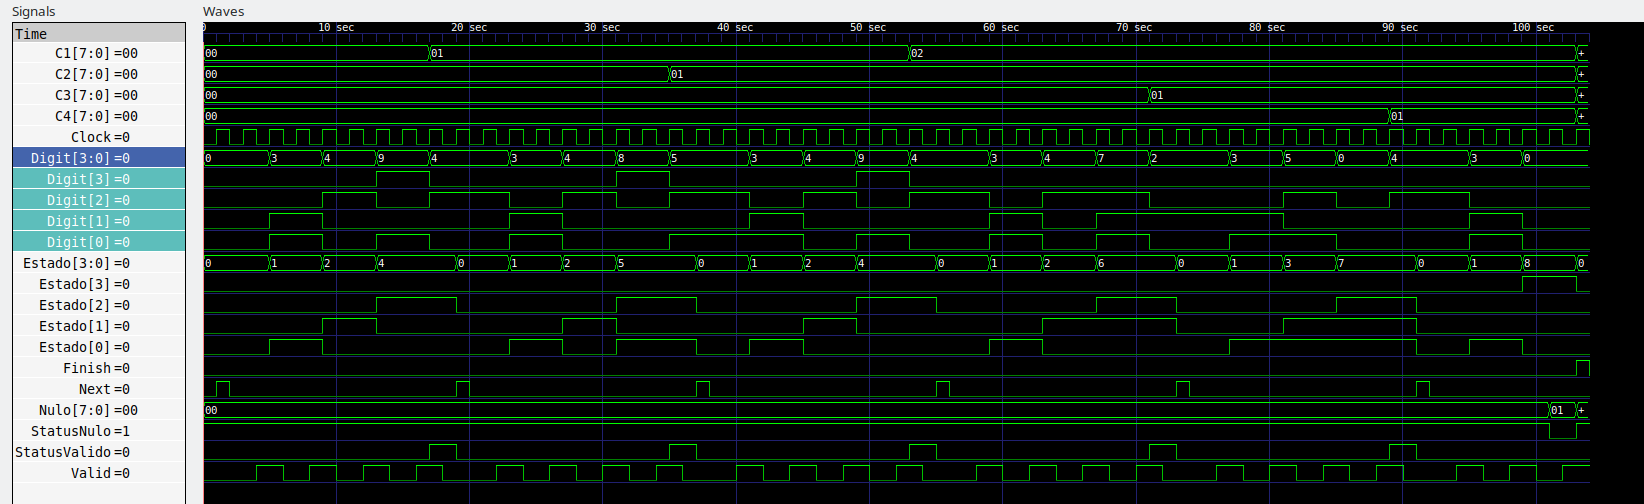 Signals Waves
Time 0 10 sec 20 sec 30 sec 40 sec 50 sec 60 sec 70 sec 80 sec 90 sec 100 sec
C1[7:0] =00 00 01 02 +
C2[7:0] =00 00 01 +
C3[7:0] =00 00 01 +
C4[7:0] =00 00 01 +
Clock=0
Digit[3:0] =0 0 3 4 9 4 3 4 8 5 3 4 9 4 3 4 7 2 3 5 0 4 3 0
Digit[3] =0
Digit[2] =0
Digit[1] =0
Digit[0] =0
Estado[3:0] =0 0 1 2 4 0 1 2 5 0 1 2 4 0 1 2 6 0 1 3 7 0 1 8 0
Estado[3] =0
Estado[2] =0
Estado[1] =0
Estado[0] =0
Finish =0
Next =0
Nulo[7:0] =00 00 01 +
StatusNulo =1
StatusValido =0
Valid =0